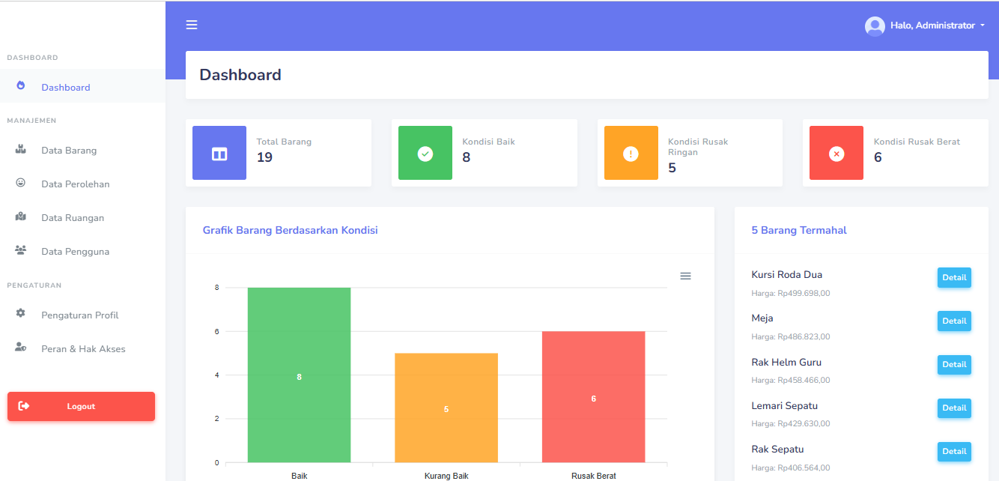 Halo, Administrator
DASHBOARD
Dashboard
MANAJEMEN
Data Barang
Data Perolehan
Data Ruangan
Data Pengguna
PENGATURAN
Pengaturan Profil
Peran & Hak Akses
Logout
Dashboard
Total Barang
19
Kondisi Baik
8
Kondisi Rusak
Ringan
5
Kondisi Rusak Berat
6
Grafik Barang Berdasarkan Kondisi
8
6
4
2
0
8
5
6
Baik
Kurang Baik
Rusak Berat
5 Barang Termahal
Kursi Roda Dua
Harga: Rp499.698,00
Detail
Meja
Harga: Rp486.823,00
Detail
Rak Helm Guru
Harga: Rp458.466,00
Detail
Lemari Sepatu
Harga: Rp429.630,00
Detail
Rak Sepatu
Harga: Rp406.564,00
Detail